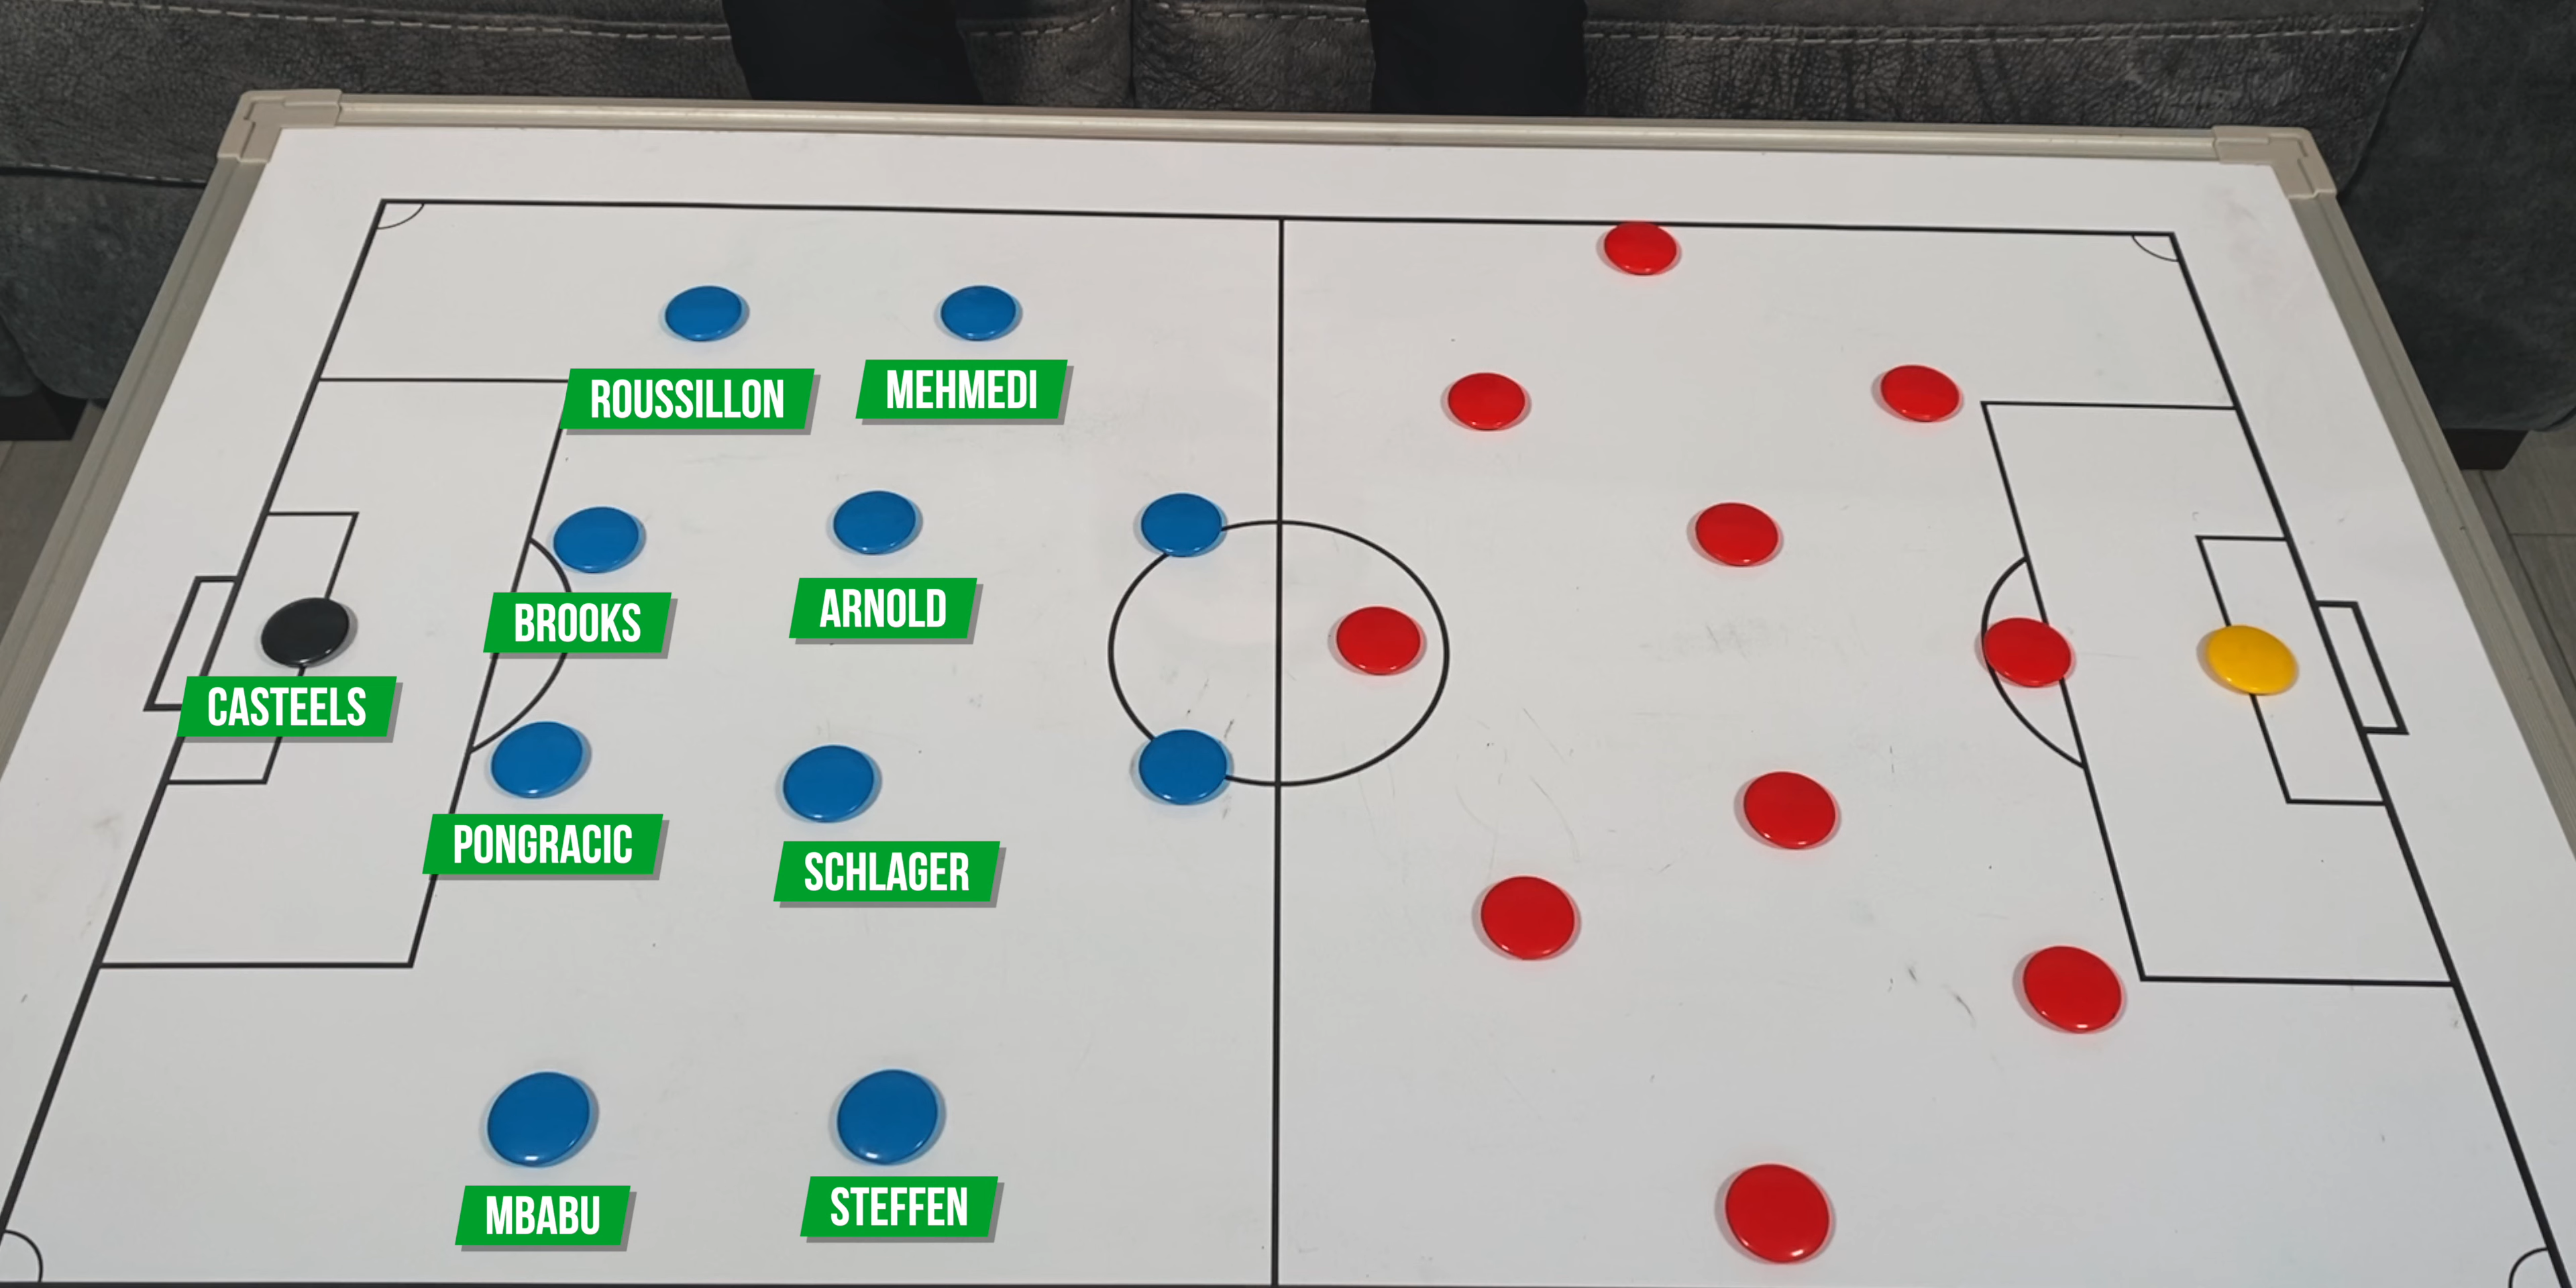 ROUSSILLON
MEHMEDI
BROOKS
ARNOLD
CASTEELS
PONGRACIC
SCHLAGER
MBABU
STEFFEN